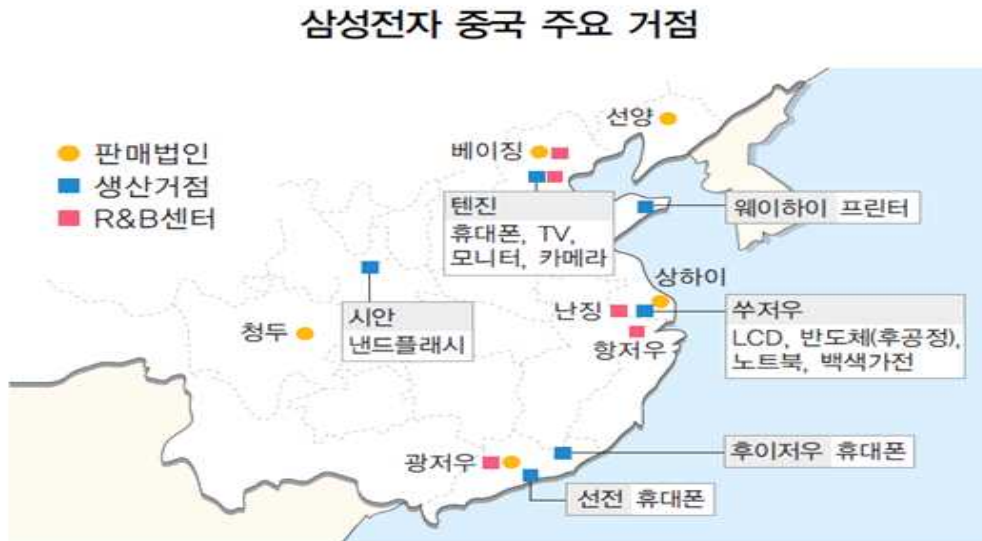 삼성전자 중국 주요 거점
판매법인
생산거점
R&B센터
선양
베이징
텐진
휴대폰, TV,
모니터, 카메라
웨이하이 프린터
상하이
시안
낸드플래시
청두
난징
항저우
쑤저우
LCD, 반도체(후공정),
노트북, 백색가전
광저우
후이저우 휴대폰
선전 휴대폰